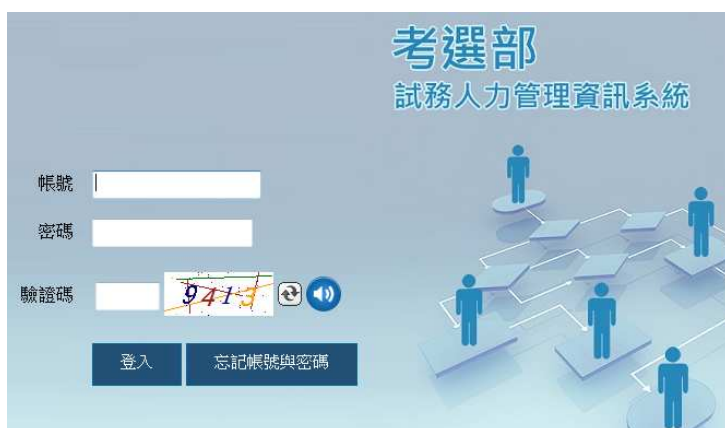 考選部
試務人力管理資訊系統
帳號
密碼
驗證碼 9413
登入 忘記帳號與密碼